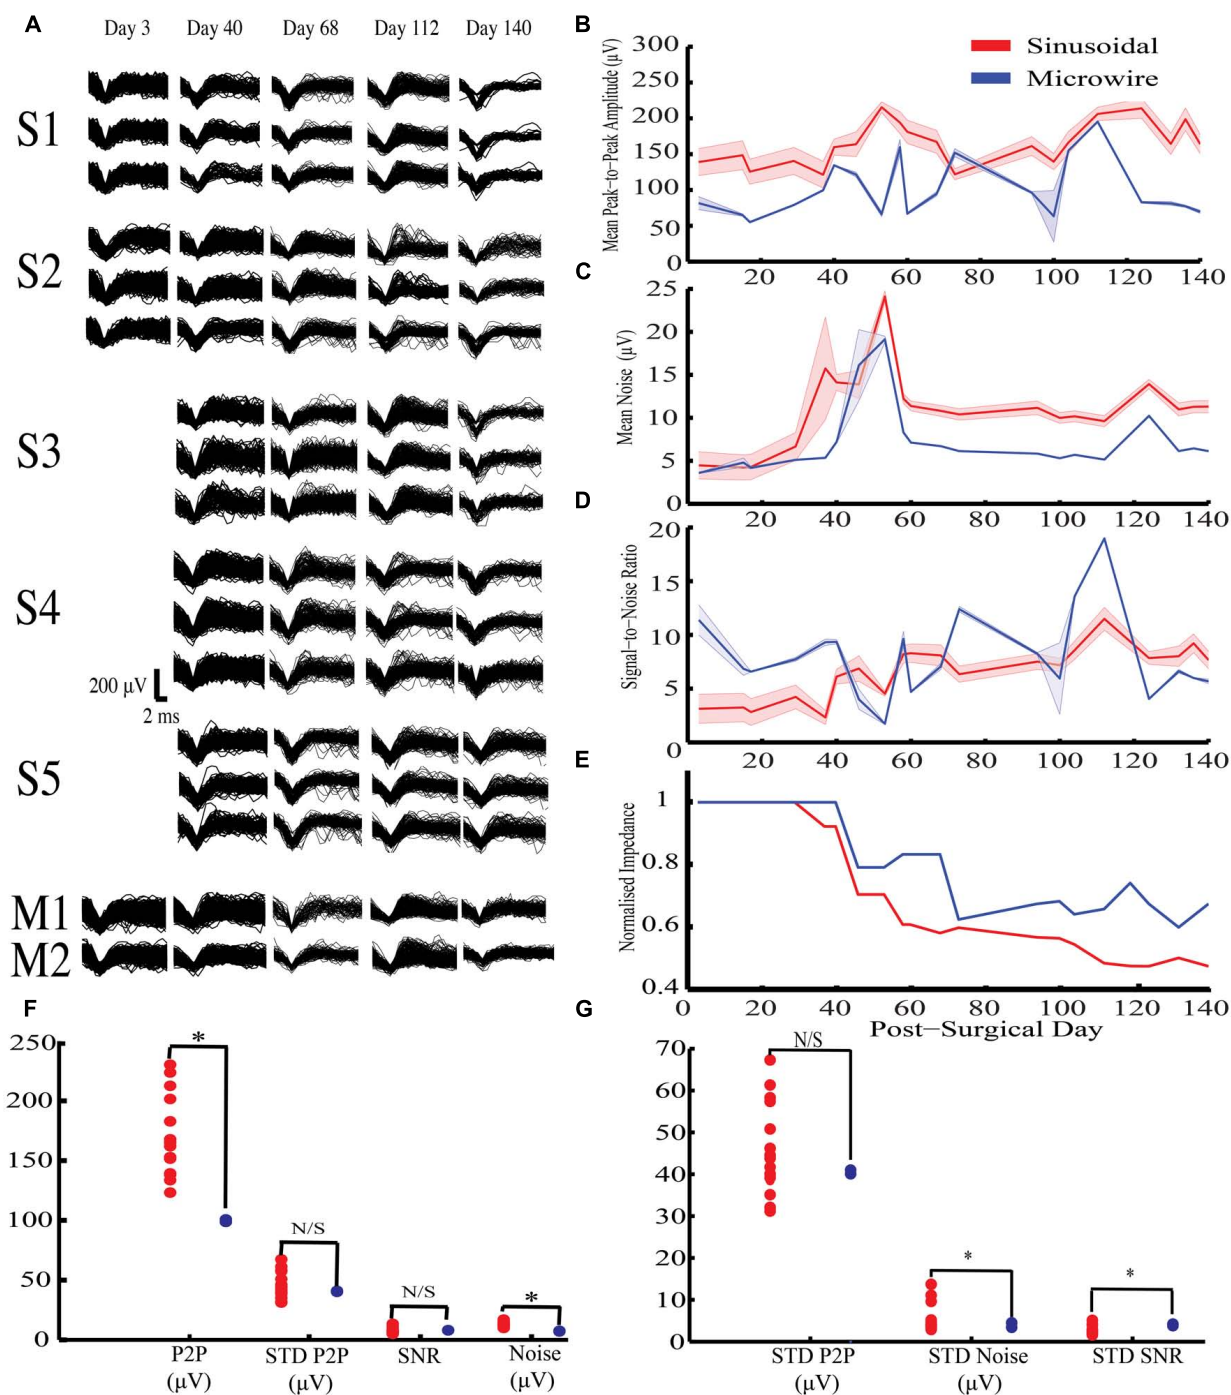 A
Day 3 Day 40 Day 68 Day 112 Day 140
S1
S2
S3
S4
200 μV
2 ms
S5
M1
M2
B
Sinusoidal
Microwire
Mean Peak-to-Peak Amplitude (μV)
300
250
200
150
100
50
0
20 40 60 80 100 120 140
C
Mean Noise (μV)
25
20
15
10
5
0
20 40 60 80 100 120 140
D
Signal-to-Noise Ratio
20
15
10
5
0
20 40 60 80 100 120 140
E
Normalised Impedance
1
0.8
0.6
0.4
0 20 40 60 80 100 120 140
Post-Surgical Day
F
250
200
150
100
50
0
*
N/S
N/S
*
P2P (μV)
STD P2P (μV)
SNR
Noise (μV)
G
70
60
50
40
30
20
10
0
N/S
*
*
STD P2P (μV)
STD Noise (μV)
STD SNR